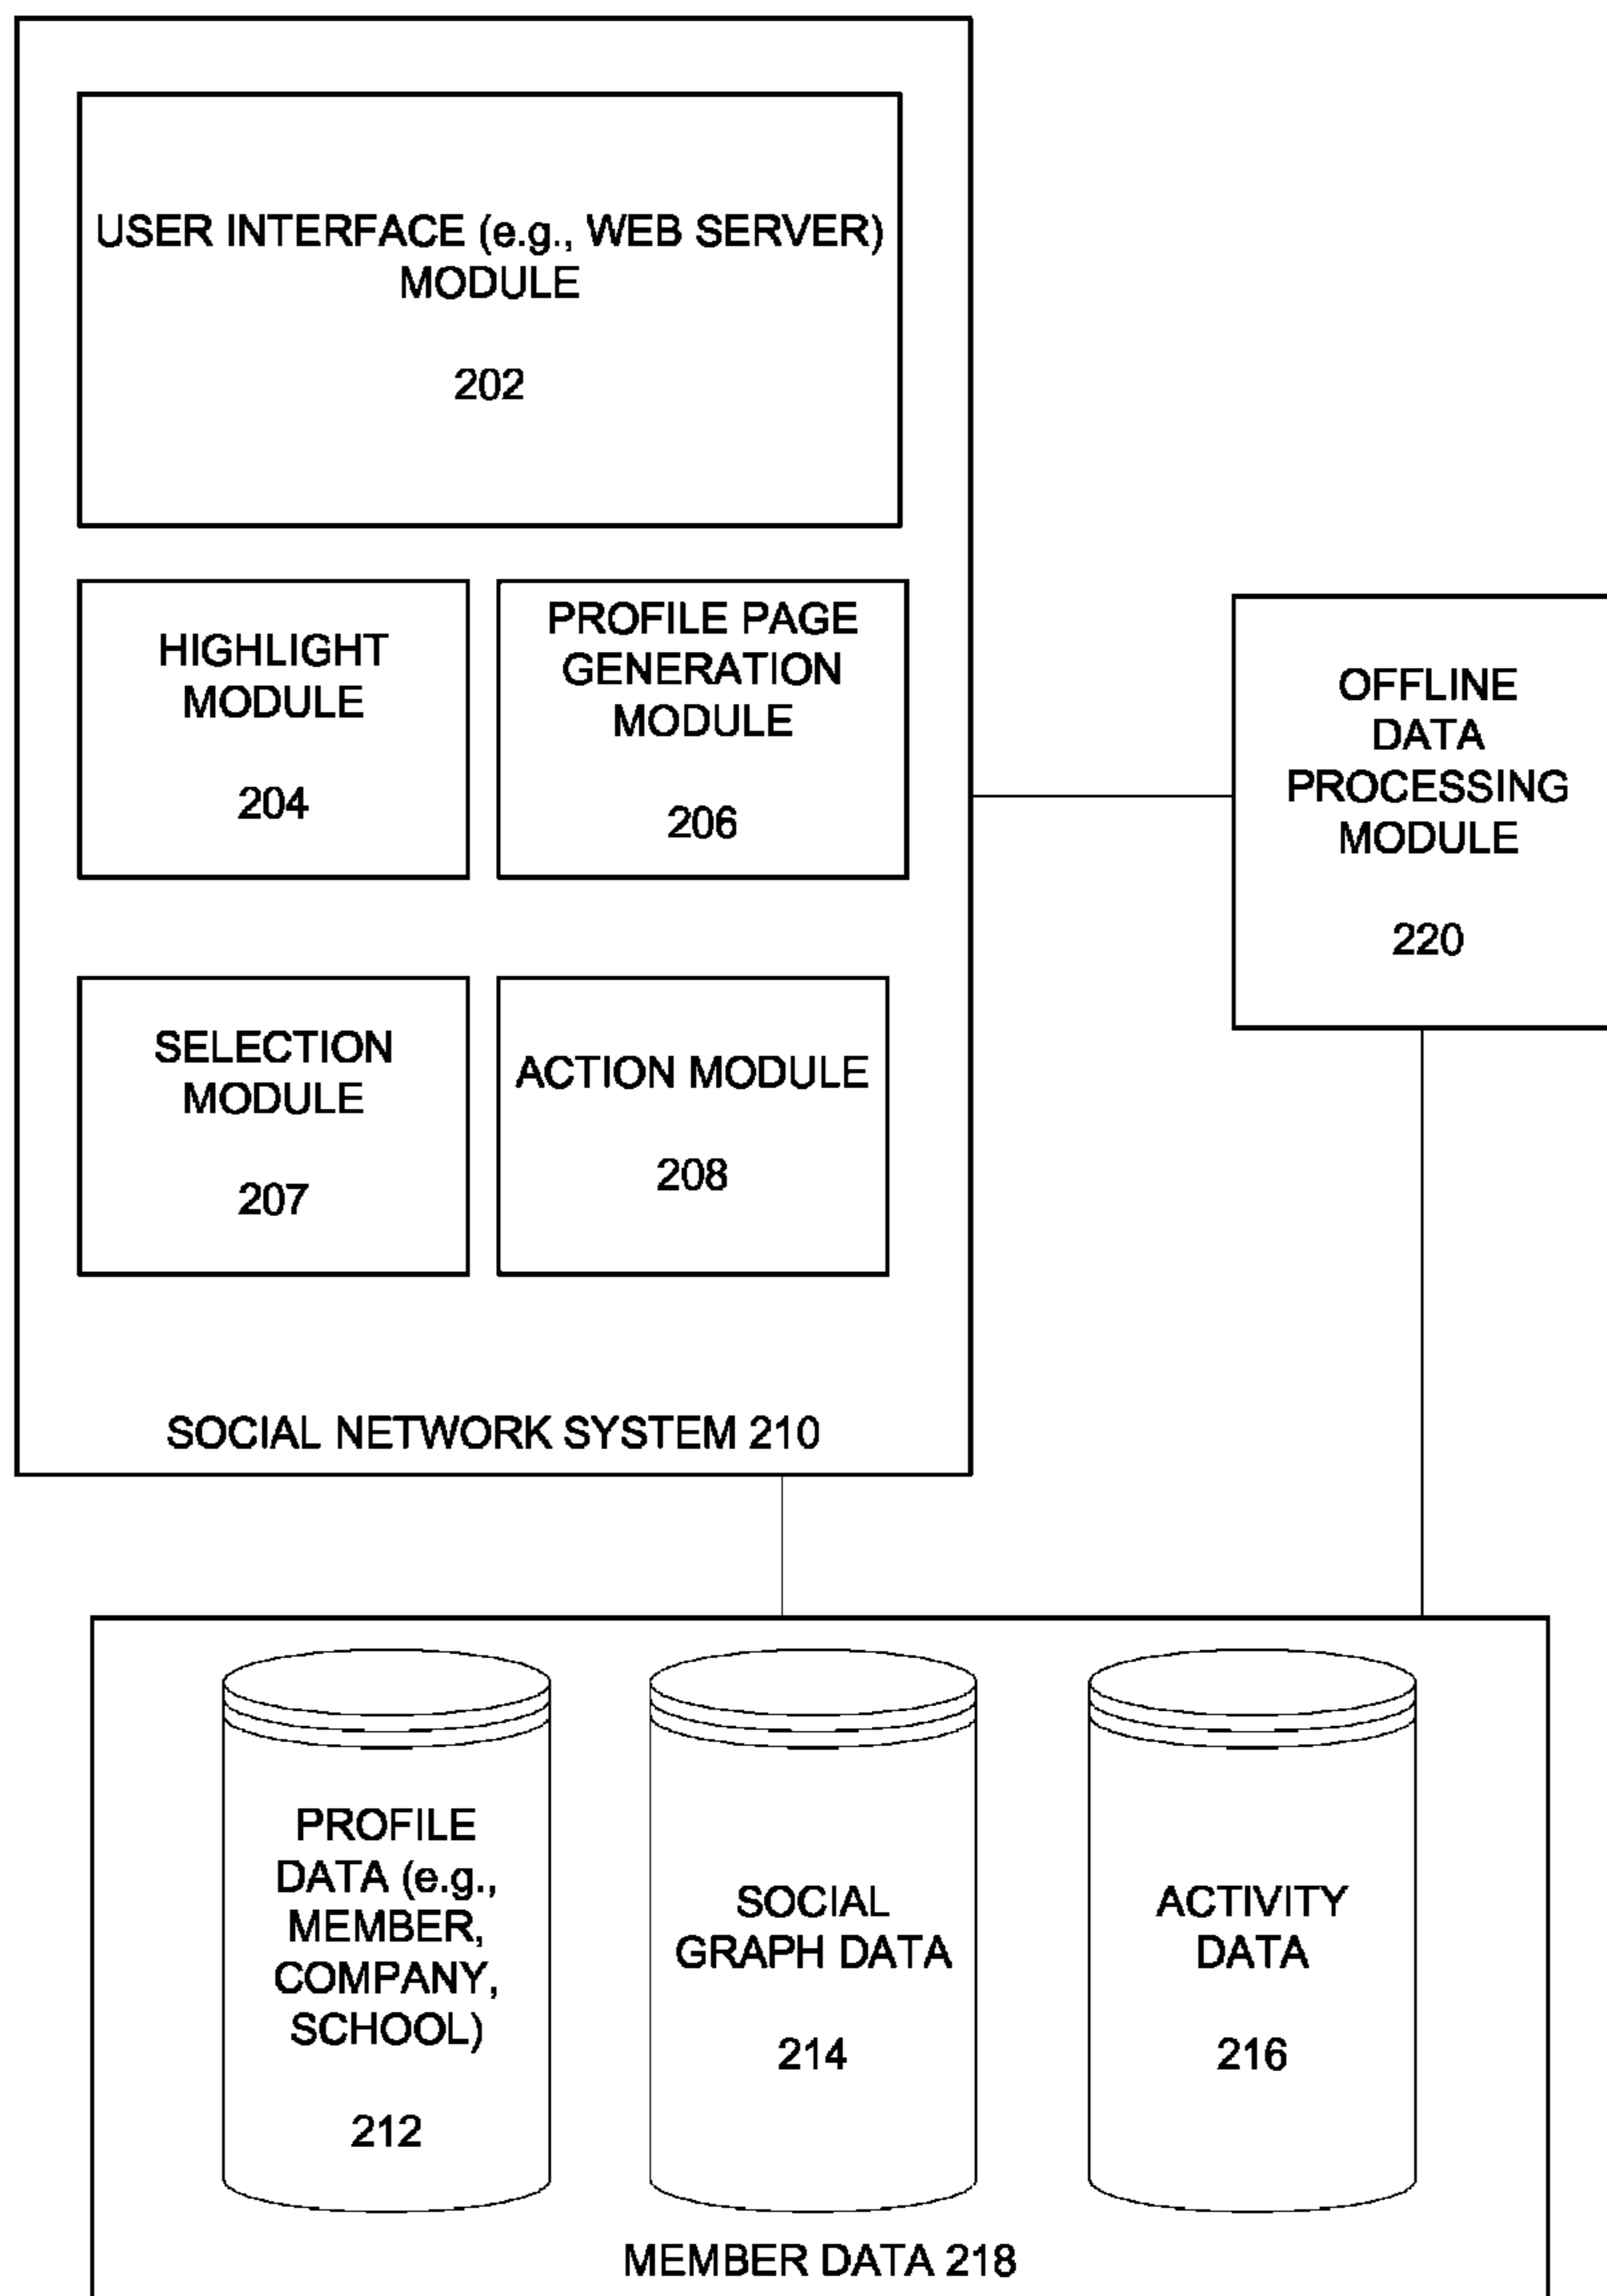 USER INTERFACE (e.g., WEB SERVER)
MODULE
202
HIGHLIGHT
MODULE
204
PROFILE PAGE
GENERATION
MODULE
206
SELECTION
MODULE
207
ACTION MODULE
208
SOCIAL NETWORK SYSTEM 210
OFFLINE
DATA
PROCESSING
MODULE
220
PROFILE
DATA (e.g.,
MEMBER,
COMPANY,
SCHOOL)
212
SOCIAL
GRAPH DATA
214
ACTIVITY
DATA
216
MEMBER DATA 218